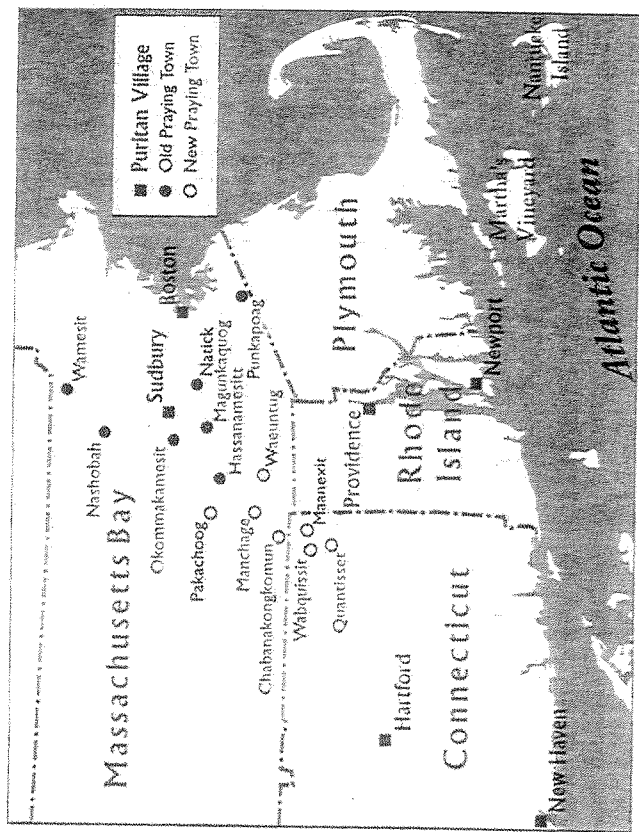 Puritan Village
Old Praying Town
New Praying Town
Massachusetts Bay
Wamesit
Nashobah
Okommakamesit
Sudbury
Boston
Natick
Magunkaquog
Hassanamesitt
Punkapoag
Pakachoog
Manchage
Waeuntug
Chabanakongkomun
Maanexit
Wabquissit
Quantisset
Providence
Plymouth
Rhode
Island
Newport
Hartford
Connecticut
New Haven
Martha's
Vineyard
Nantucket
Island
Atlantic Ocean